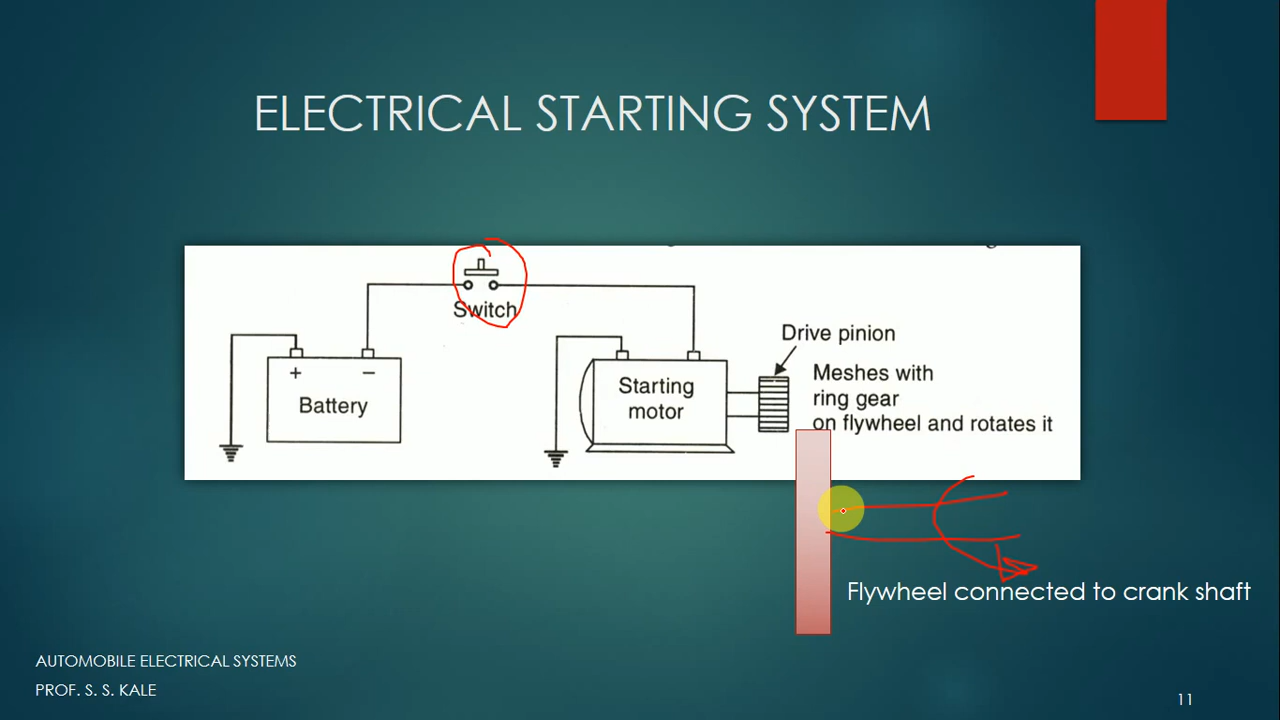 ELECTRICAL STARTING SYSTEM
Switch
+
−
Battery
Starting
motor
Drive pinion
Meshes with
ring gear
on flywheel and rotates it
Flywheel connected to crank shaft
AUTOMOBILE ELECTRICAL SYSTEMS
PROF. S. S. KALE
11